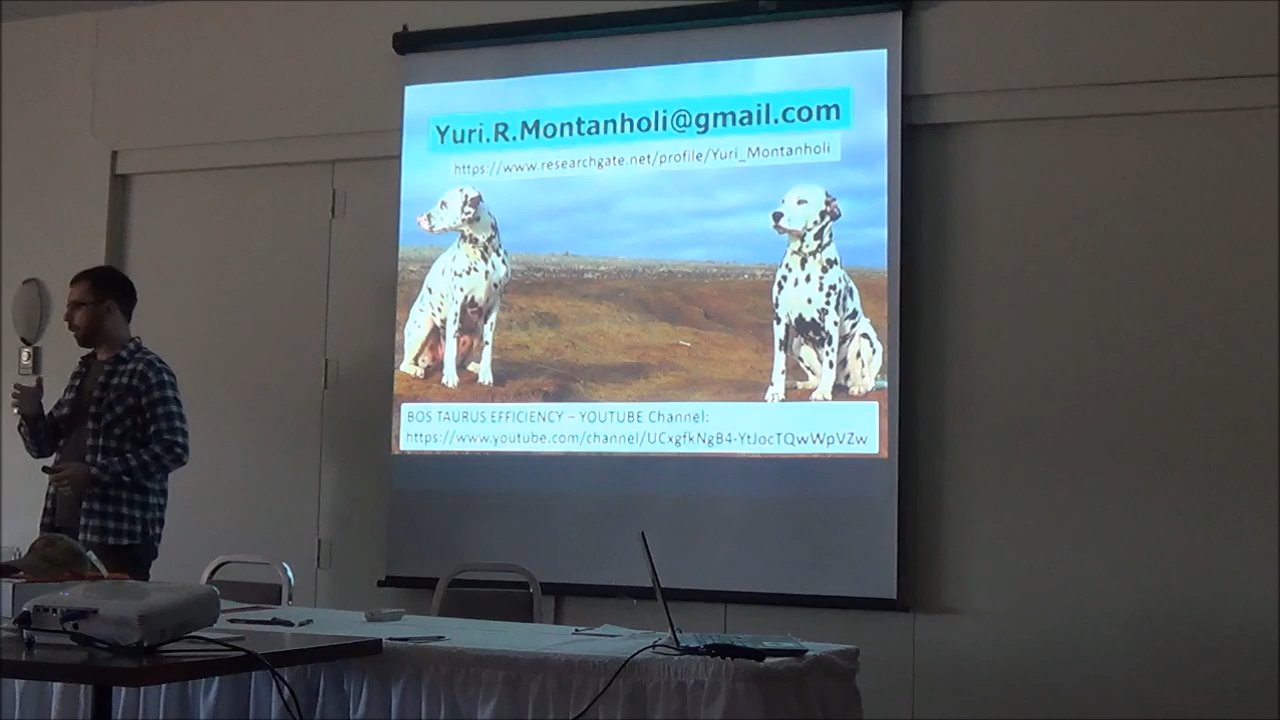 Yuri.R.Montanholi@gmail.com
https://www.researchgate.net/profile/Yuri_Montanholi
BOS TAURUS EFFICIENCY – YOUTUBE Channel:
https://www.youtube.com/channel/UCxgfkNgB4-YtJocTQwWpVZw